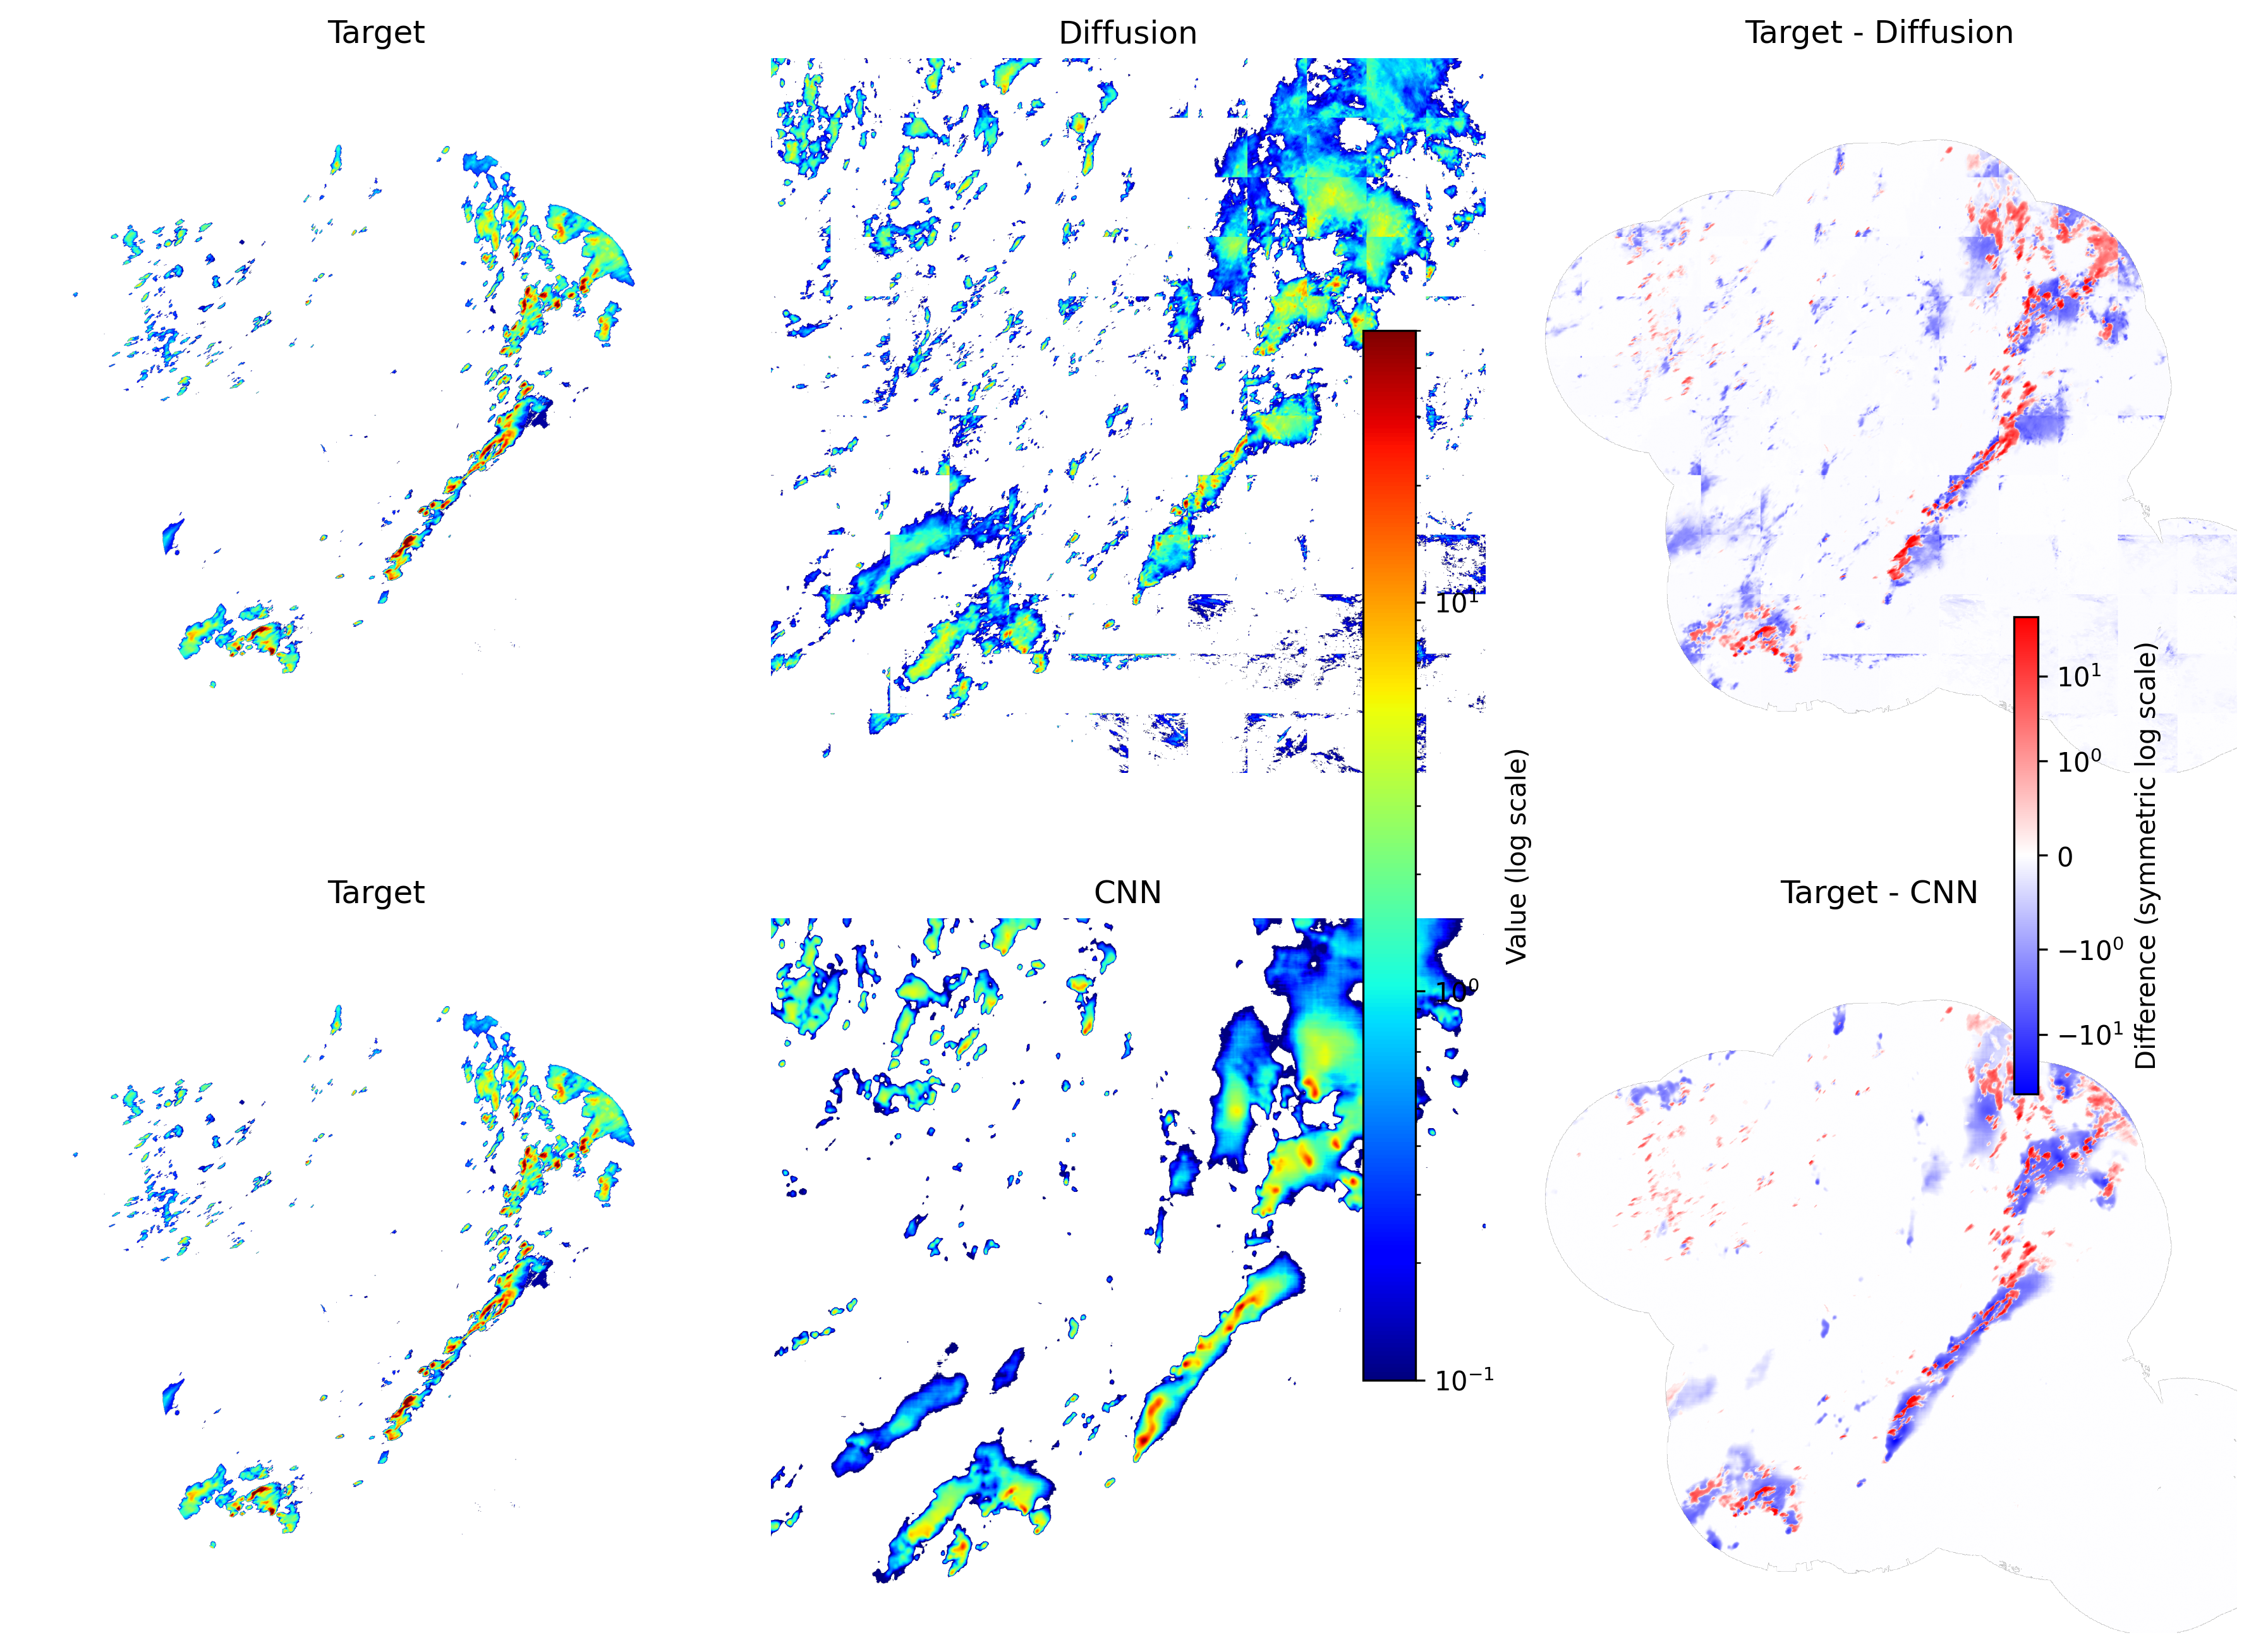 Target
Diffusion
Target - Diffusion
10¹
10⁰
10⁻¹
Value (log scale)
10¹
10⁰
0
−10⁰
−10¹
Difference (symmetric log scale)
Target
CNN
Target - CNN